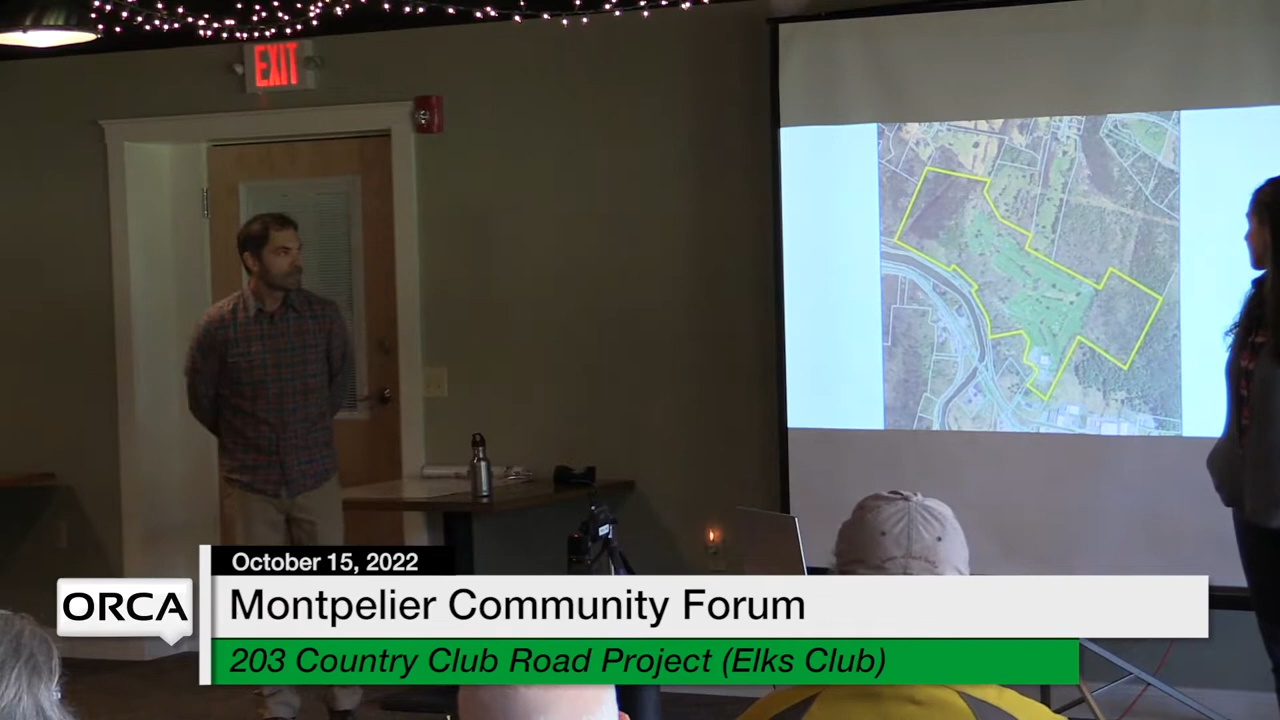 EXIT
October 15, 2022
ORCA
Montpelier Community Forum
203 Country Club Road Project (Elks Club)